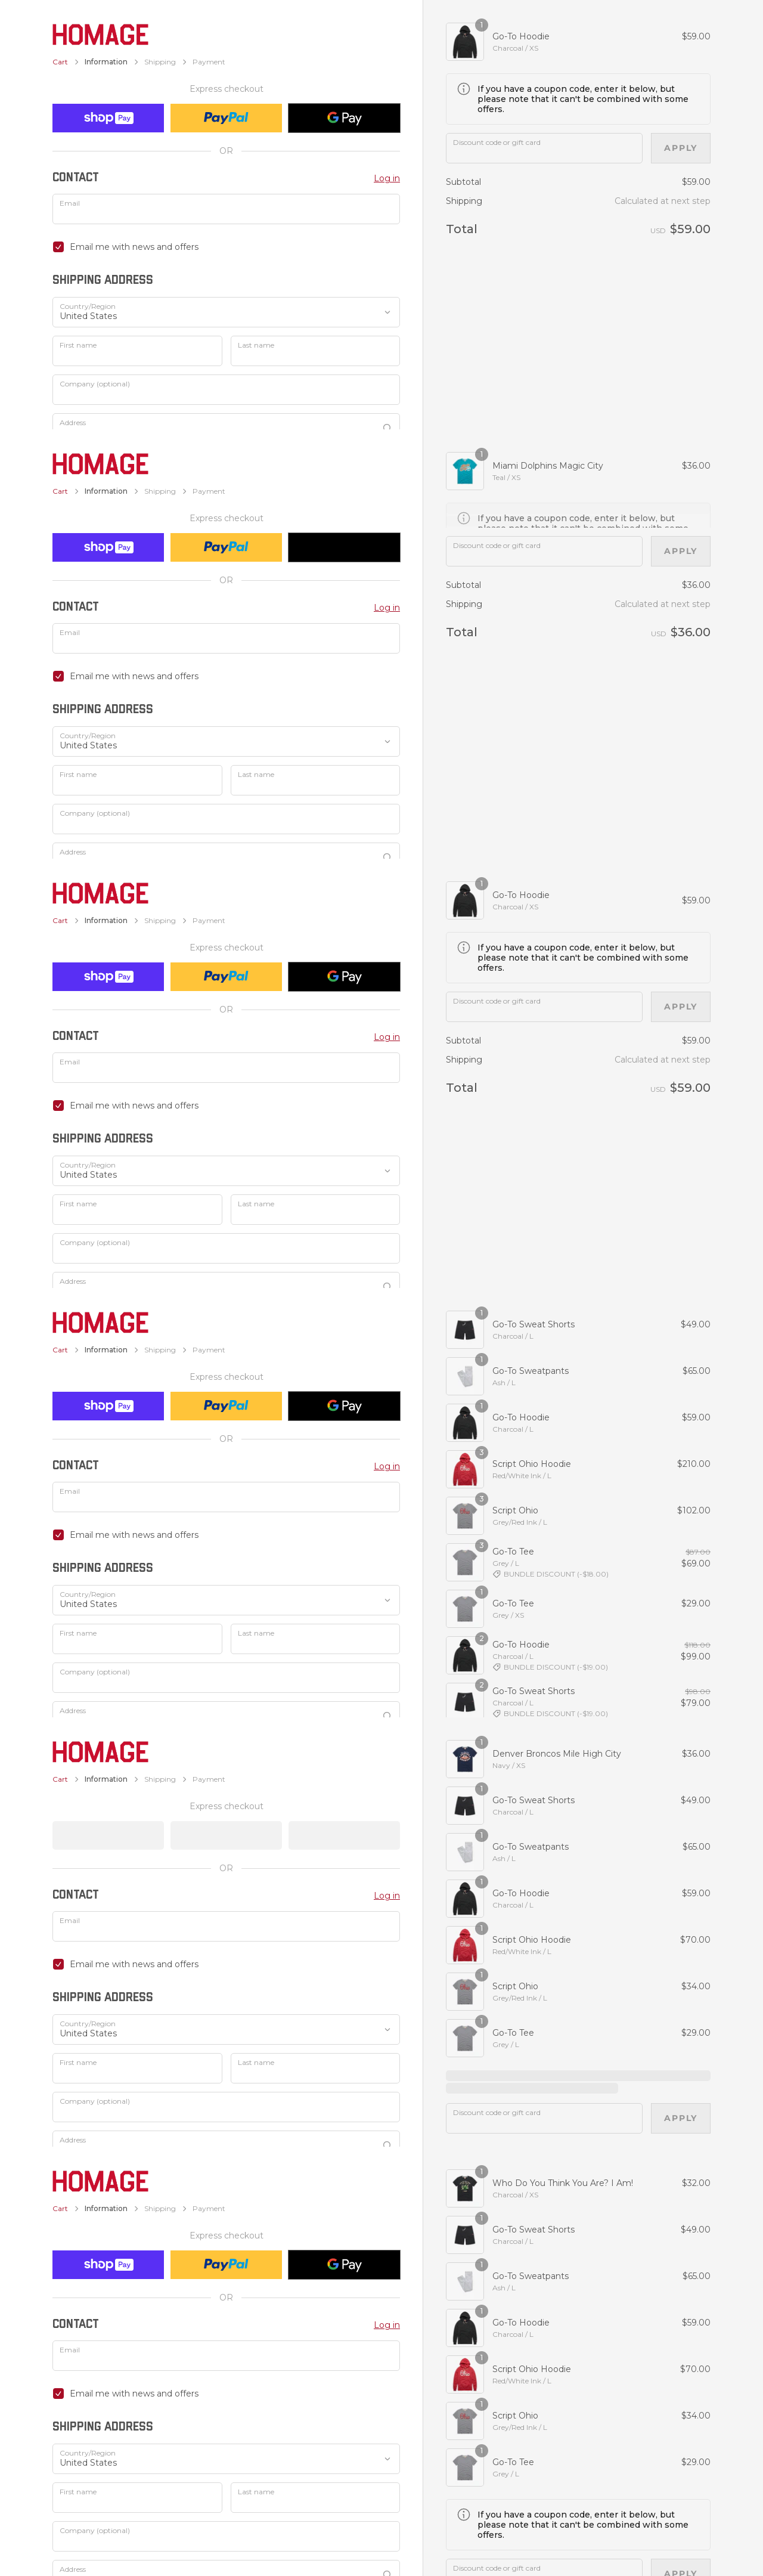 HOMAGE
Cart > Information > Shipping > Payment
Express checkout
shop Pay
PayPal
G Pay
OR
CONTACT
Log in
Email
Email me with news and offers
SHIPPING ADDRESS
Country/Region
United States
First name
Last name
Company (optional)
Address
1
Go-To Hoodie
$59.00
Charcoal / XS
If you have a coupon code, enter it below, but
please note that it can't be combined with some
offers.
Discount code or gift card
APPLY
Subtotal
$59.00
Shipping
Calculated at next step
Total
USD $59.00
HOMAGE
Cart > Information > Shipping > Payment
Express checkout
shop Pay
PayPal
OR
CONTACT
Log in
Email
Email me with news and offers
SHIPPING ADDRESS
Country/Region
United States
First name
Last name
Company (optional)
Address
1
Miami Dolphins Magic City
$36.00
Teal / XS
If you have a coupon code, enter it below, but
please note that it can't be combined with some
Discount code or gift card
APPLY
Subtotal
$36.00
Shipping
Calculated at next step
Total
USD $36.00
HOMAGE
Cart > Information > Shipping > Payment
Express checkout
shop Pay
PayPal
G Pay
OR
CONTACT
Log in
Email
Email me with news and offers
SHIPPING ADDRESS
Country/Region
United States
First name
Last name
Company (optional)
Address
1
Go-To Hoodie
Charcoal / XS
$59.00
If you have a coupon code, enter it below, but
please note that it can't be combined with some
offers.
Discount code or gift card
APPLY
Subtotal
$59.00
Shipping
Calculated at next step
Total
USD $59.00
HOMAGE
Cart > Information > Shipping > Payment
Express checkout
shop Pay
PayPal
G Pay
OR
CONTACT
Log in
Email
Email me with news and offers
SHIPPING ADDRESS
Country/Region
United States
First name
Last name
Company (optional)
Address
1
Go-To Sweat Shorts
$49.00
Charcoal / L
1
Go-To Sweatpants
$65.00
Ash / L
1
Go-To Hoodie
$59.00
Charcoal / L
3
Script Ohio Hoodie
$210.00
Red/White Ink / L
3
Script Ohio
$102.00
Grey/Red Ink / L
3
Go-To Tee
$87.00
Grey / L
$69.00
BUNDLE DISCOUNT (-$18.00)
1
Go-To Tee
$29.00
Grey / XS
2
Go-To Hoodie
$118.00
Charcoal / L
$99.00
BUNDLE DISCOUNT (-$19.00)
2
Go-To Sweat Shorts
$98.00
Charcoal / L
$79.00
BUNDLE DISCOUNT (-$19.00)
HOMAGE
Cart > Information > Shipping > Payment
Express checkout
OR
CONTACT
Log in
Email
Email me with news and offers
SHIPPING ADDRESS
Country/Region
United States
First name
Last name
Company (optional)
Address
1
Denver Broncos Mile High City
$36.00
Navy / XS
1
Go-To Sweat Shorts
$49.00
Charcoal / L
1
Go-To Sweatpants
$65.00
Ash / L
1
Go-To Hoodie
$59.00
Charcoal / L
1
Script Ohio Hoodie
$70.00
Red/White Ink / L
1
Script Ohio
$34.00
Grey/Red Ink / L
1
Go-To Tee
$29.00
Grey / L
Discount code or gift card
APPLY
HOMAGE
Cart > Information > Shipping > Payment
Express checkout
shop Pay
PayPal
G Pay
OR
CONTACT
Log in
Email
Email me with news and offers
SHIPPING ADDRESS
Country/Region
United States
First name
Last name
Company (optional)
Address
1
Who Do You Think You Are? I Am!
$32.00
Charcoal / XS
1
Go-To Sweat Shorts
$49.00
Charcoal / L
1
Go-To Sweatpants
$65.00
Ash / L
1
Go-To Hoodie
$59.00
Charcoal / L
1
Script Ohio Hoodie
$70.00
Red/White Ink / L
1
Script Ohio
$34.00
Grey/Red Ink / L
1
Go-To Tee
$29.00
Grey / L
If you have a coupon code, enter it below, but
please note that it can't be combined with some
offers.
Discount code or gift card
APPLY